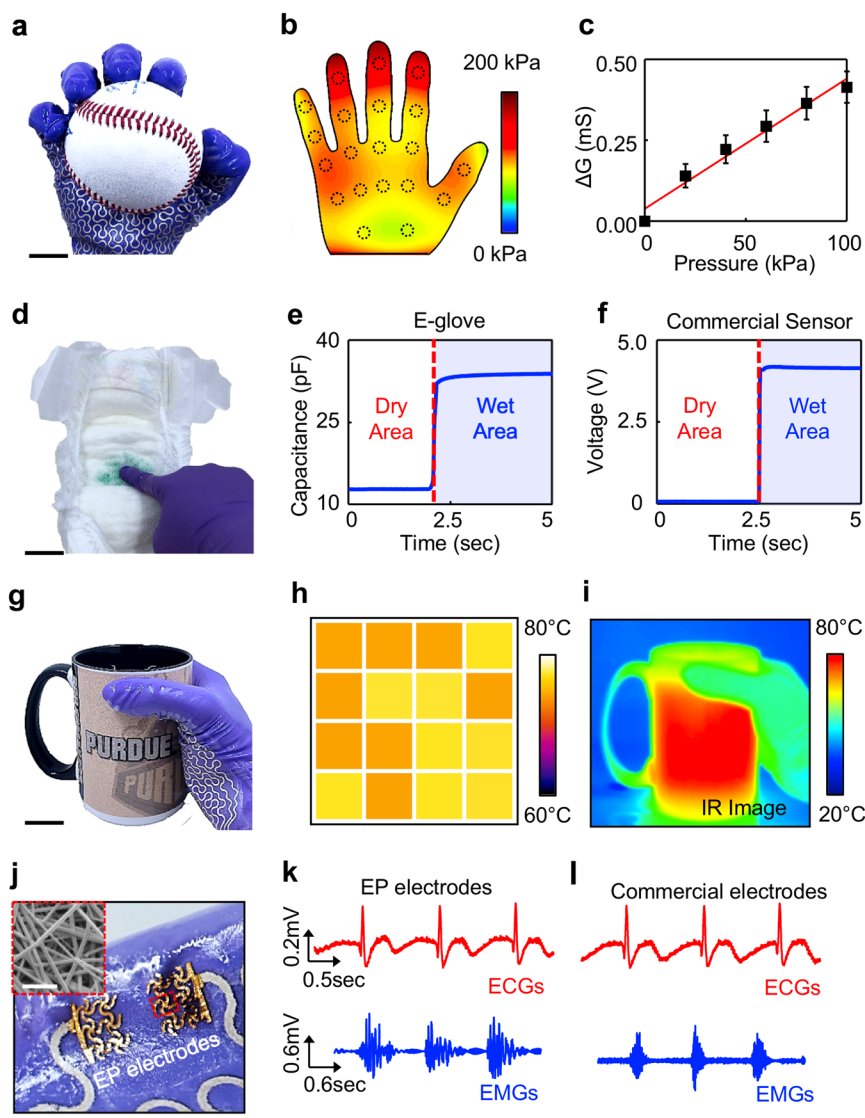 a
b
200 kPa
0 kPa
c
0.50
0.25
0.00
ΔG (mS)
0
50
100
Pressure (kPa)
d
e
E-glove
40
25
10
Capacitance (pF)
Dry
Area
Wet
Area
0
2.5
5
Time (sec)
f
Commercial Sensor
5.0
2.5
0
Voltage (V)
Dry
Area
Wet
Area
0
2.5
5
Time (sec)
g
PURDUE
PURT
h
80°C
60°C
i
80°C
20°C
IR Image
j
EP electrodes
k
EP electrodes
0.2mV
0.5sec
ECGs
0.6mV
0.6sec
EMGs
l
Commercial electrodes
ECGs
EMGs